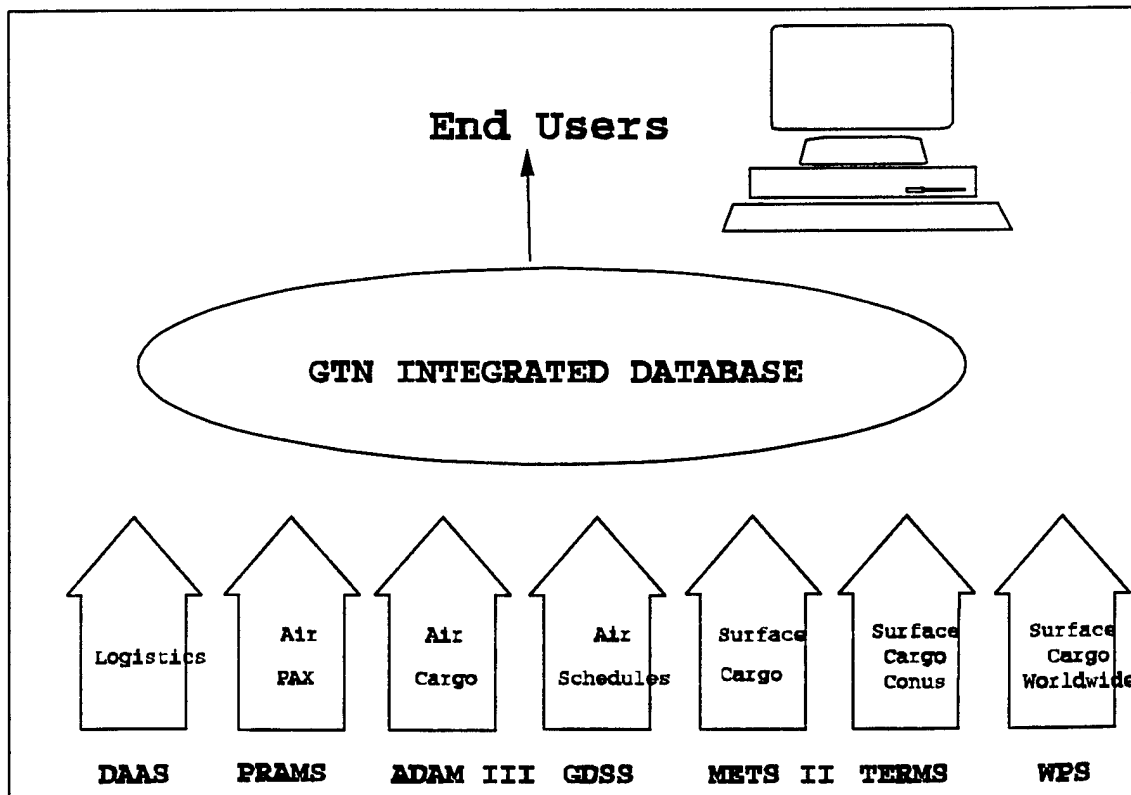 End Users
GTN INTEGRATED DATABASE
Logistics
Air
PAX
Air
Cargo
Air
Schedules
Surface
Cargo
Surface
Cargo
Conus
Surface
Cargo
Worldwide
DAAS PRAMS ADAM III GDSS METS II TERMS WPS